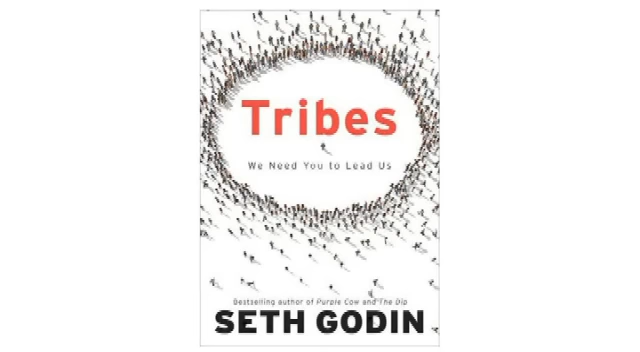 Tribes
We Need You to Lead Us
Bestselling author of Purple Cow and The Dip
SETH GODIN